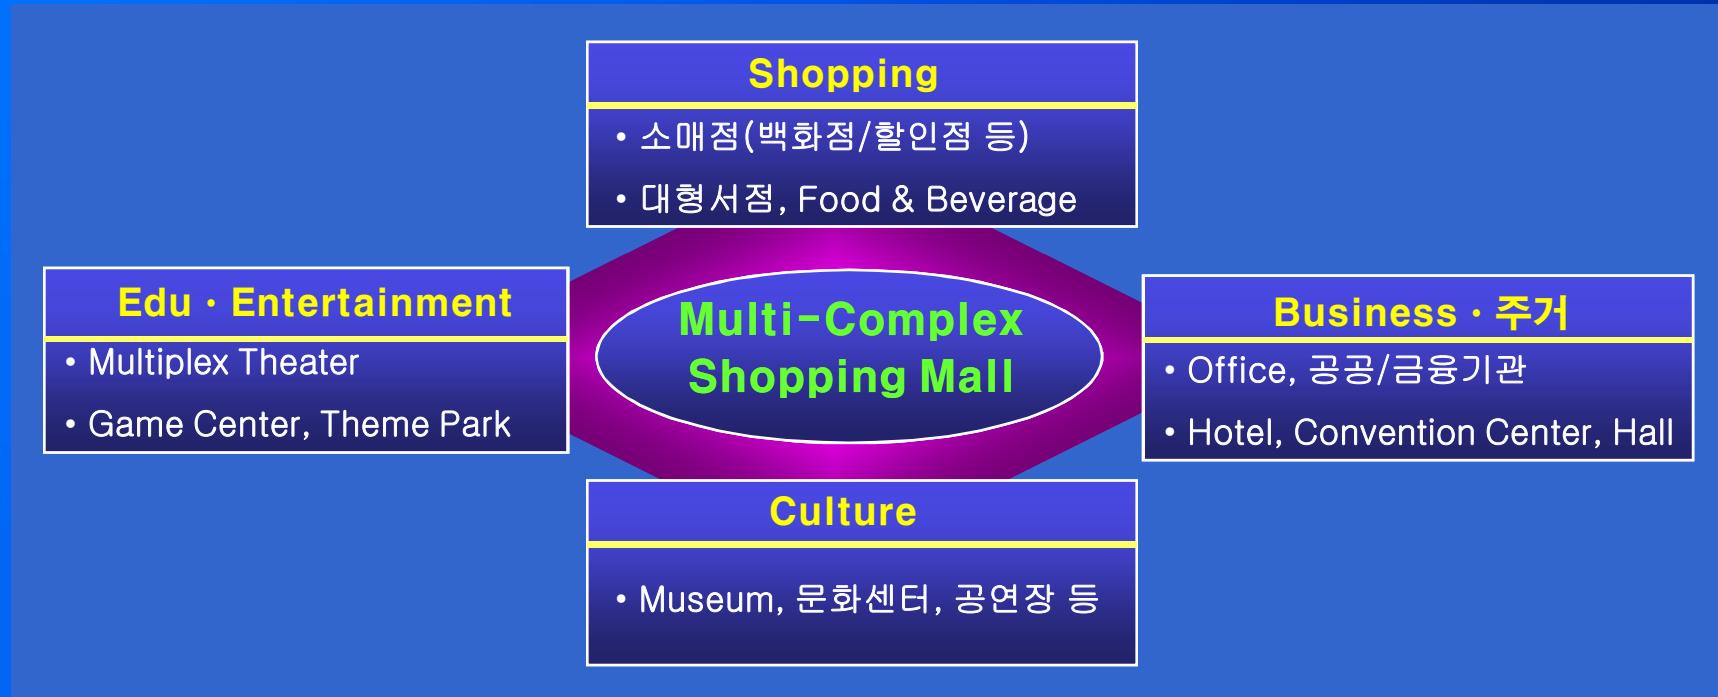 Shopping
• 소매점(백화점/할인점 등)
• 대형서점, Food & Beverage
Edu · Entertainment
• Multiplex Theater
• Game Center, Theme Park
Multi-Complex
Shopping Mall
Business · 주거
• Office, 공공/금융기관
• Hotel, Convention Center, Hall
Culture
• Museum, 문화센터, 공연장 등